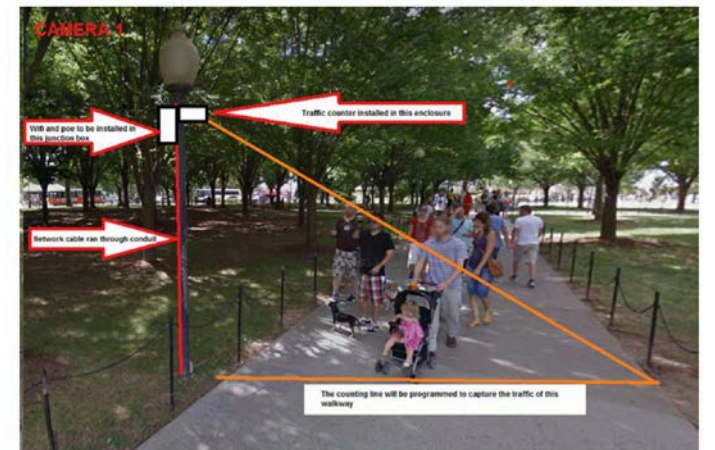 CAMERA 1
Traffic counter installed in this enclosure
Wifi and poe to be installed in
this junction box
Network cable ran through conduit
The counting line will be programmed to capture the traffic of this
walkway